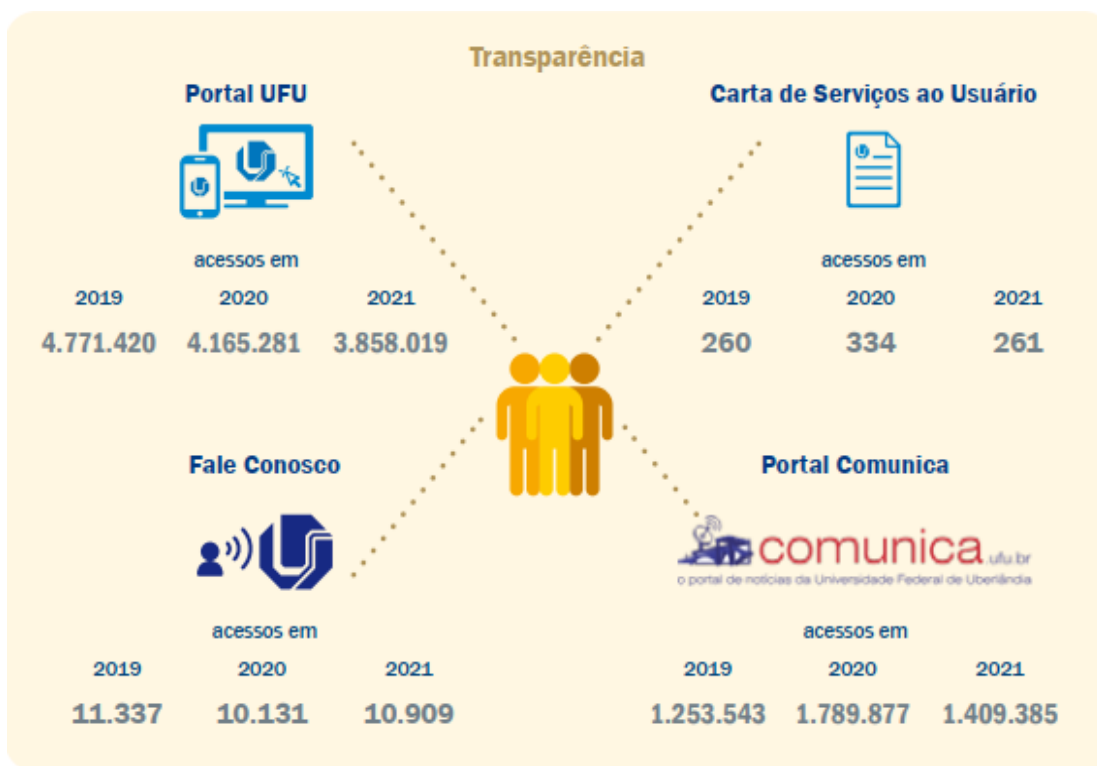 Transparência
Portal UFU
acessos em
2019 2020 2021
4.771.420 4.165.281 3.858.019
Carta de Serviços ao Usuário
acessos em
2019 2020 2021
260 334 261
Fale Conosco
acessos em
2019 2020 2021
11.337 10.131 10.909
Portal Comunica
comunica.ufu.br
o portal de notícias da Universidade Federal de Uberlândia
acessos em
2019 2020 2021
1.253.543 1.789.877 1.409.385